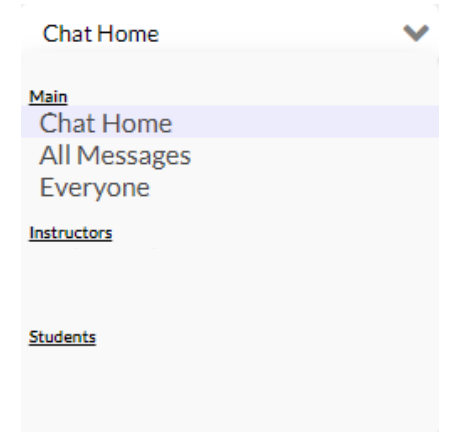 Chat Home
Main
Chat Home
All Messages
Everyone
Instructors
Students